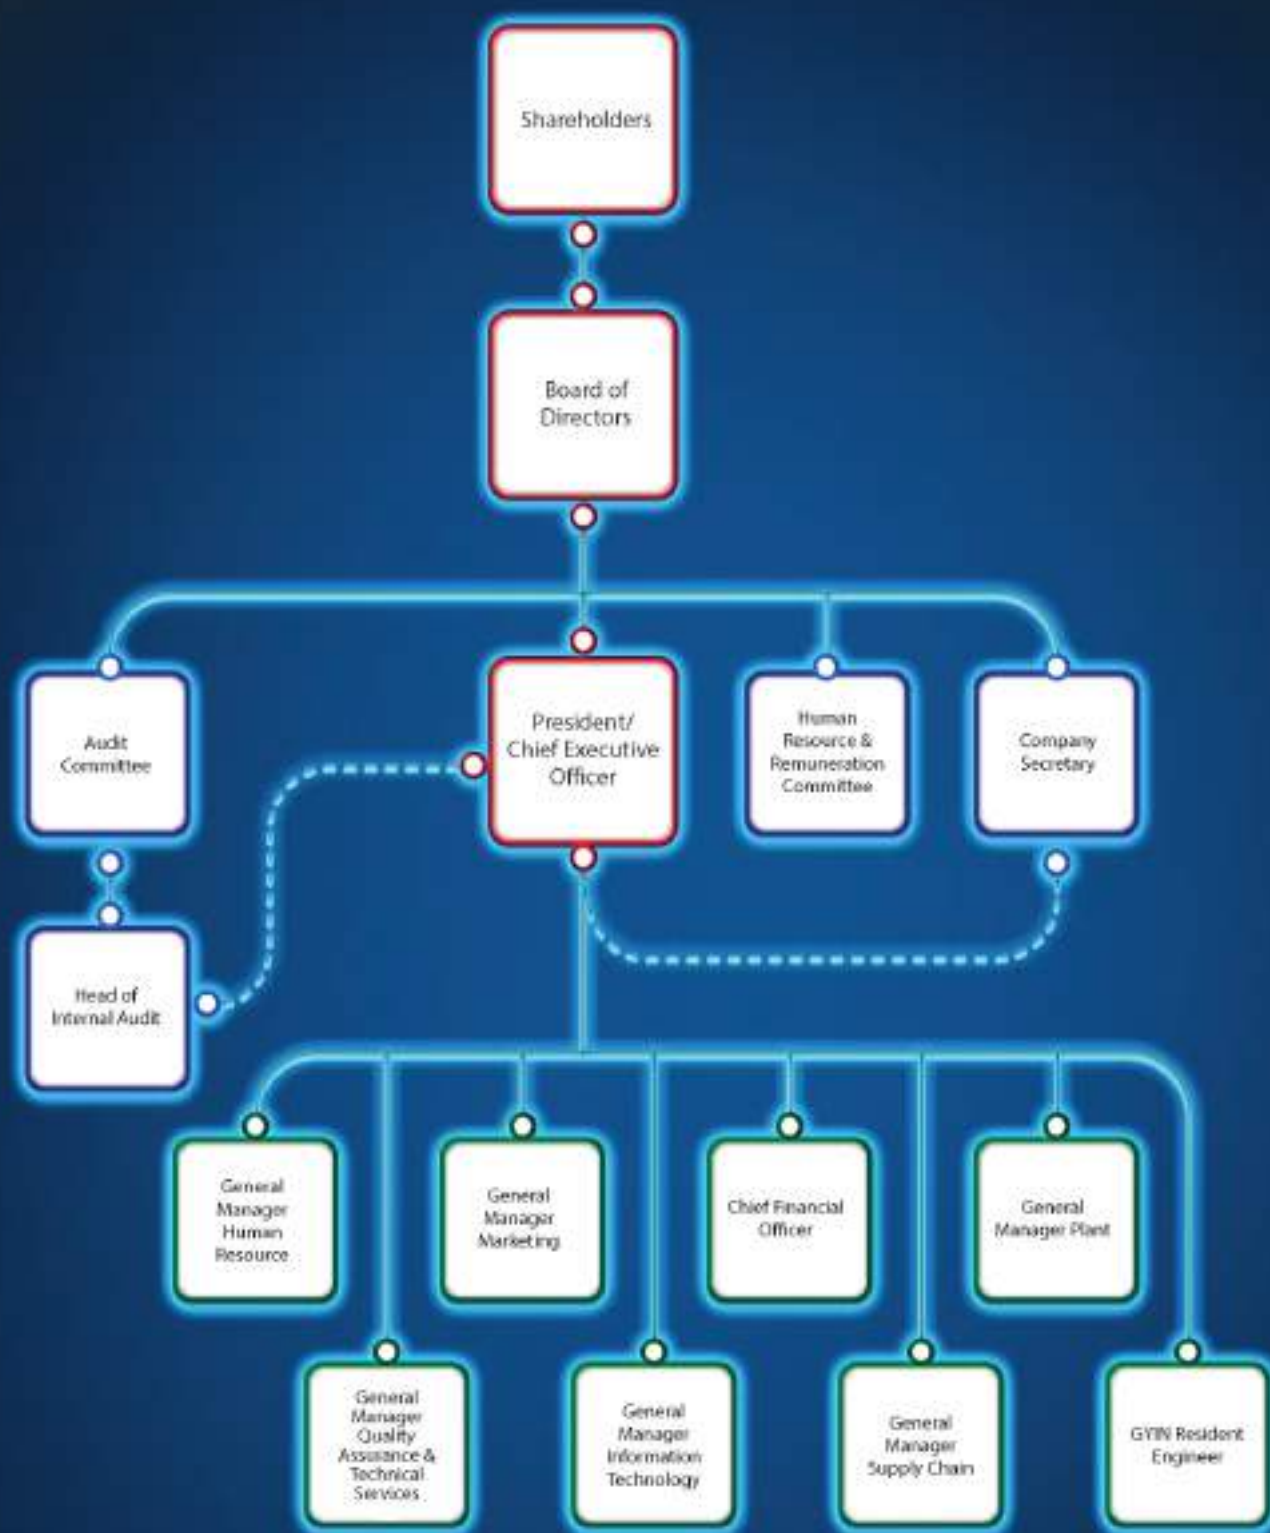 Shareholders
Board of
Directors
Audit
Committee
President/
Chief Executive
Officer
Human
Resource &
Remuneration
Committee
Company
Secretary
Head of
Internal Audit
General
Manager
Human
Resource
General
Manager
Marketing
Chief Financial
Officer
General
Manager Plant
General
Manager
Quality
Assurance &
Technical
Services
General
Manager
Information
Technology
General
Manager
Supply Chain
GYIN Resident
Engineer